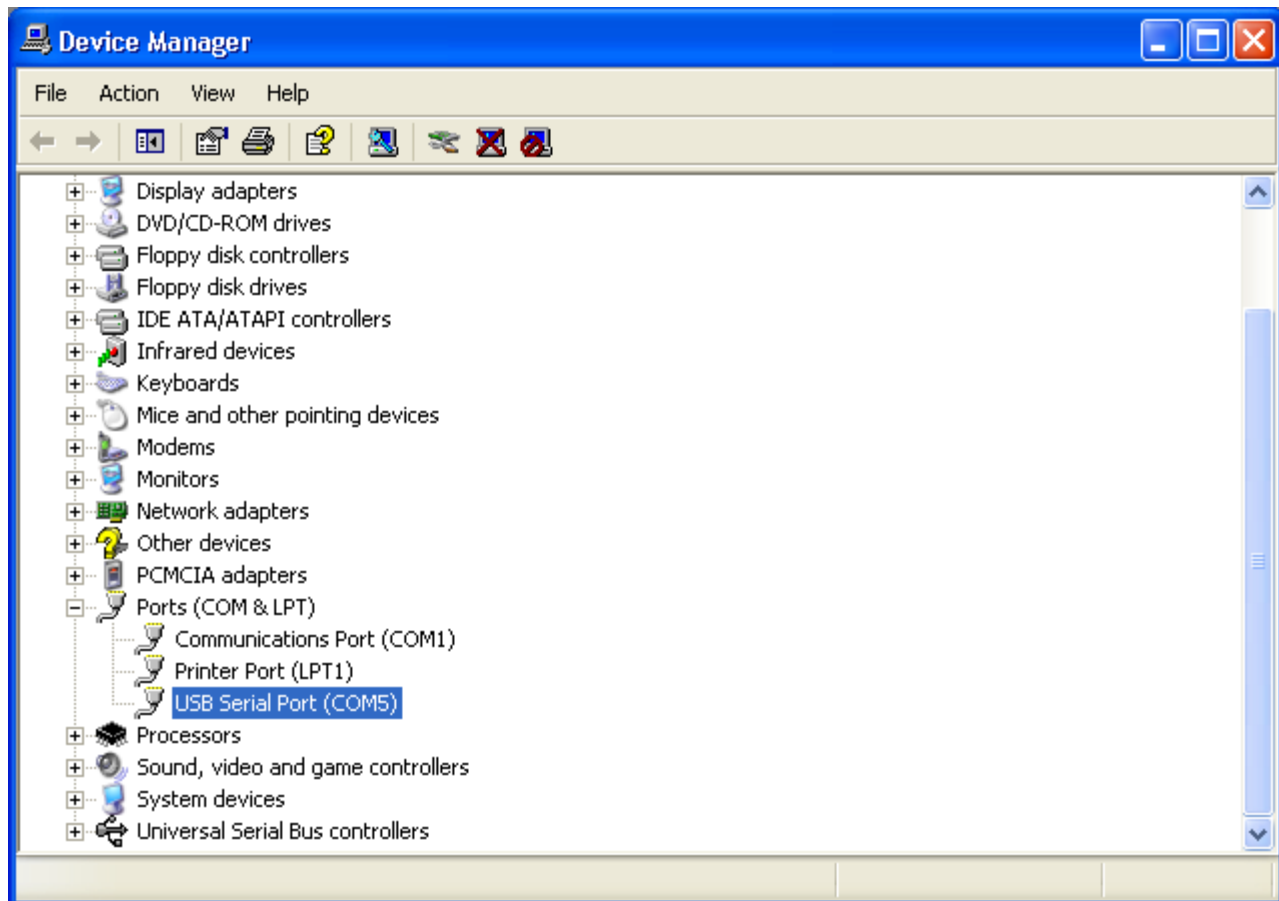 Device Manager
File Action View Help
Display adapters
DVD/CD-ROM drives
Floppy disk controllers
Floppy disk drives
IDE ATA/ATAPI controllers
Infrared devices
Keyboards
Mice and other pointing devices
Modems
Monitors
Network adapters
Other devices
PCMCIA adapters
Ports (COM & LPT)
Communications Port (COM1)
Printer Port (LPT1)
USB Serial Port (COM5)
Processors
Sound, video and game controllers
System devices
Universal Serial Bus controllers